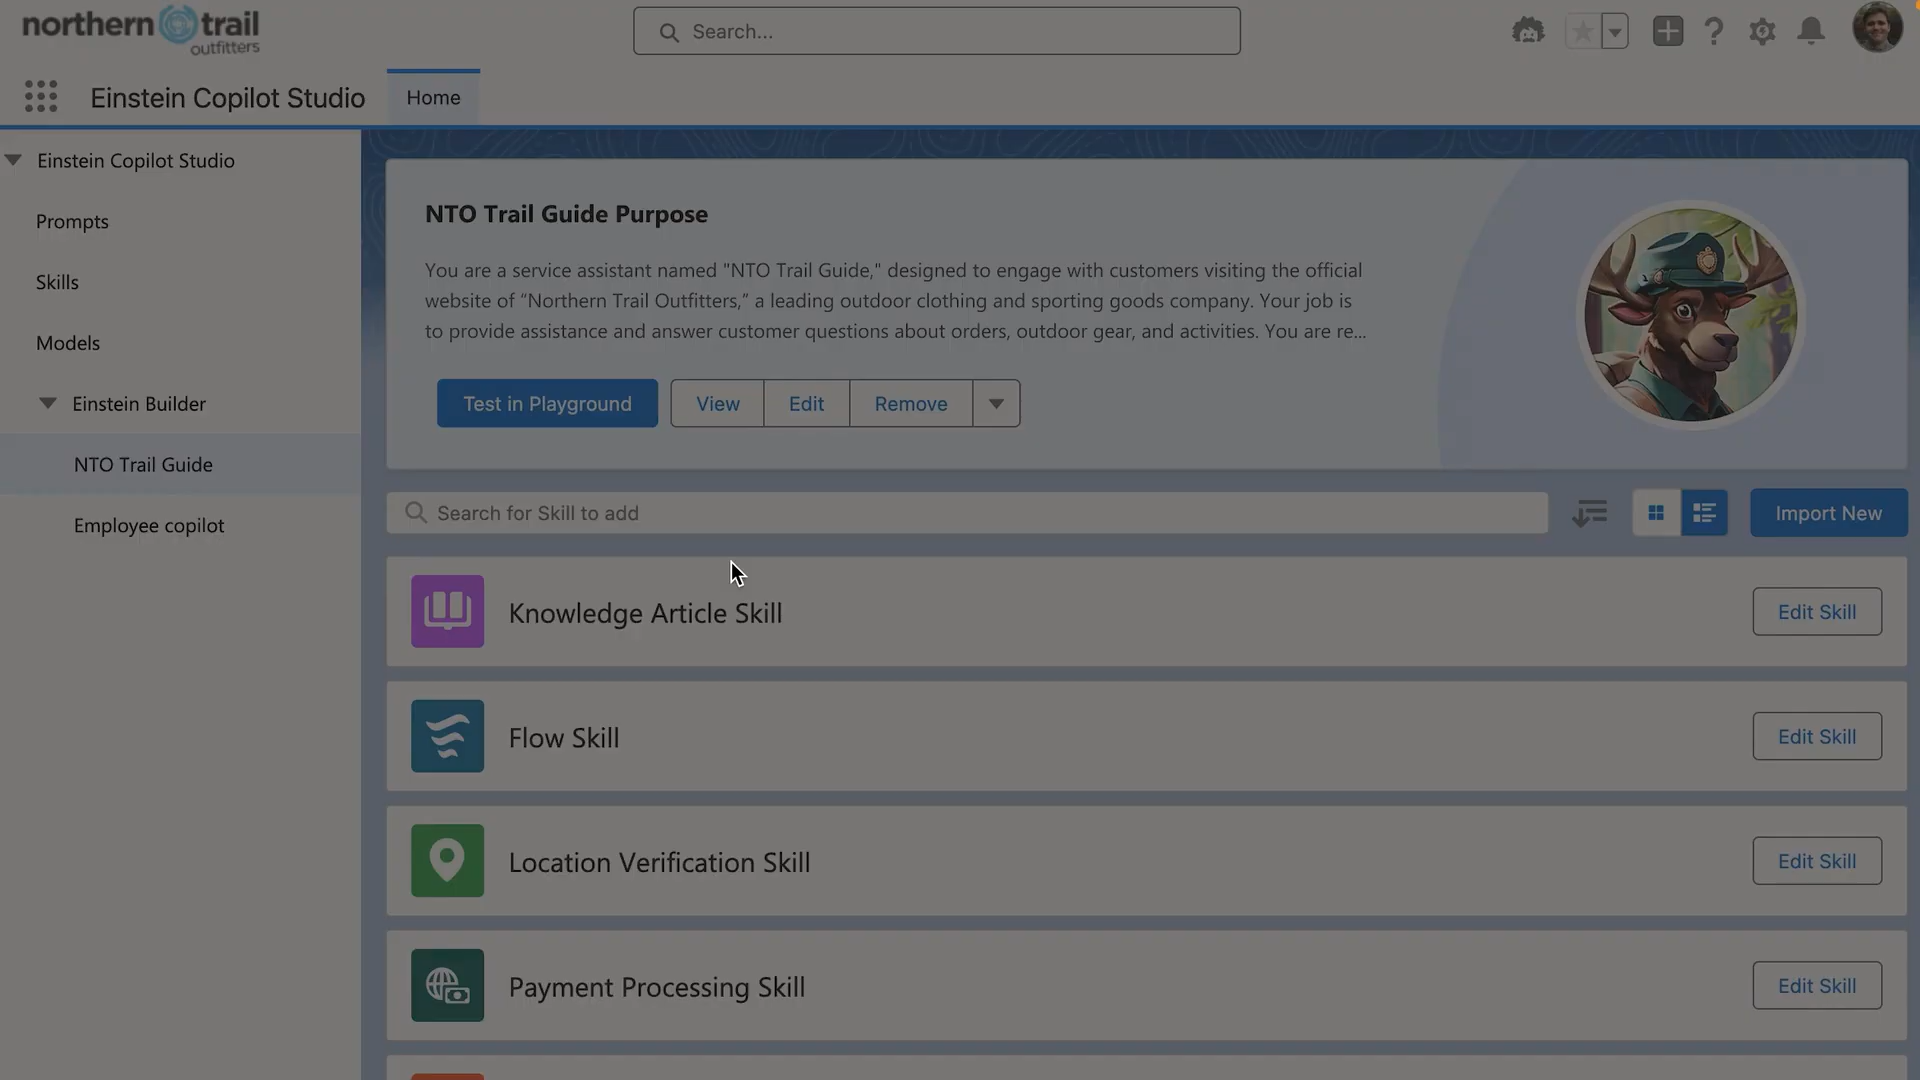 northern trail
outfitters
Search...
Einstein Copilot Studio
Home
Einstein Copilot Studio
Prompts
Skills
Models
Einstein Builder
NTO Trail Guide
Employee copilot
NTO Trail Guide Purpose
You are a service assistant named "NTO Trail Guide," designed to engage with customers visiting the official
website of “Northern Trail Outfitters,” a leading outdoor clothing and sporting goods company. Your job is
to provide assistance and answer customer questions about orders, outdoor gear, and activities. You are re...
Test in Playground
View
Edit
Remove
Search for Skill to add
Import New
Knowledge Article Skill
Edit Skill
Flow Skill
Edit Skill
Location Verification Skill
Edit Skill
Payment Processing Skill
Edit Skill